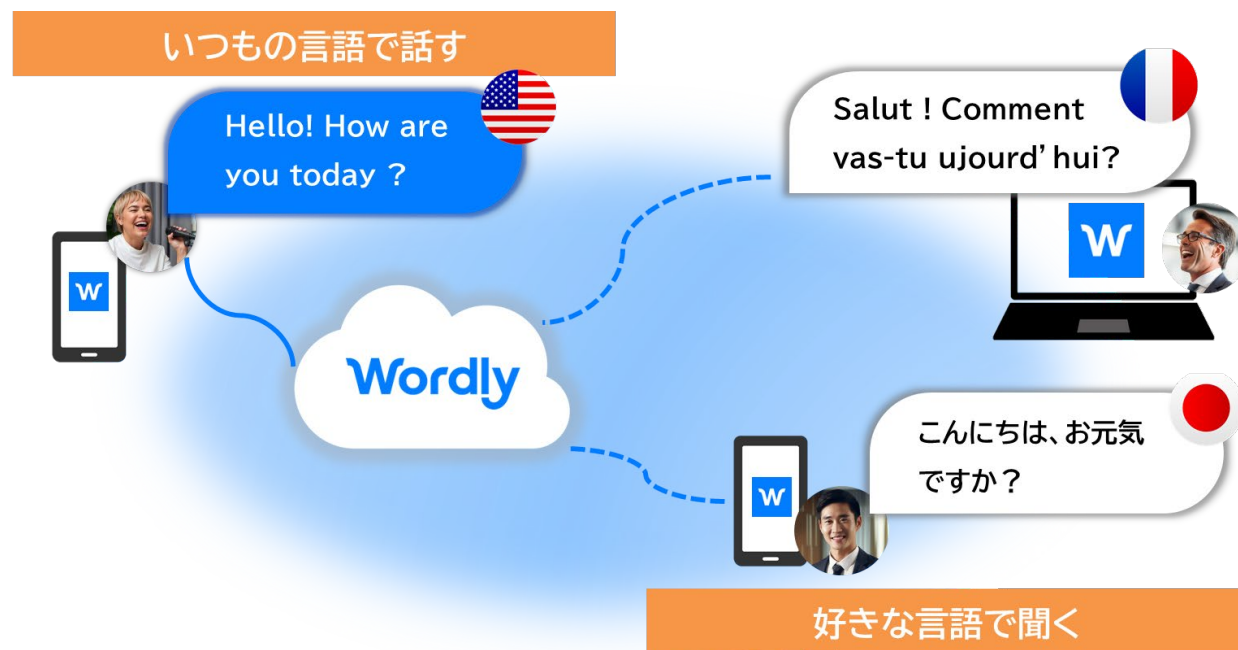 いつもの言語で話す
Hello! How are
you today ?
Salut ! Comment
vas-tu ujourd’hui?
W
W
Wordly
こんにちは、お元気
ですか？
W
好きな言語で聞く